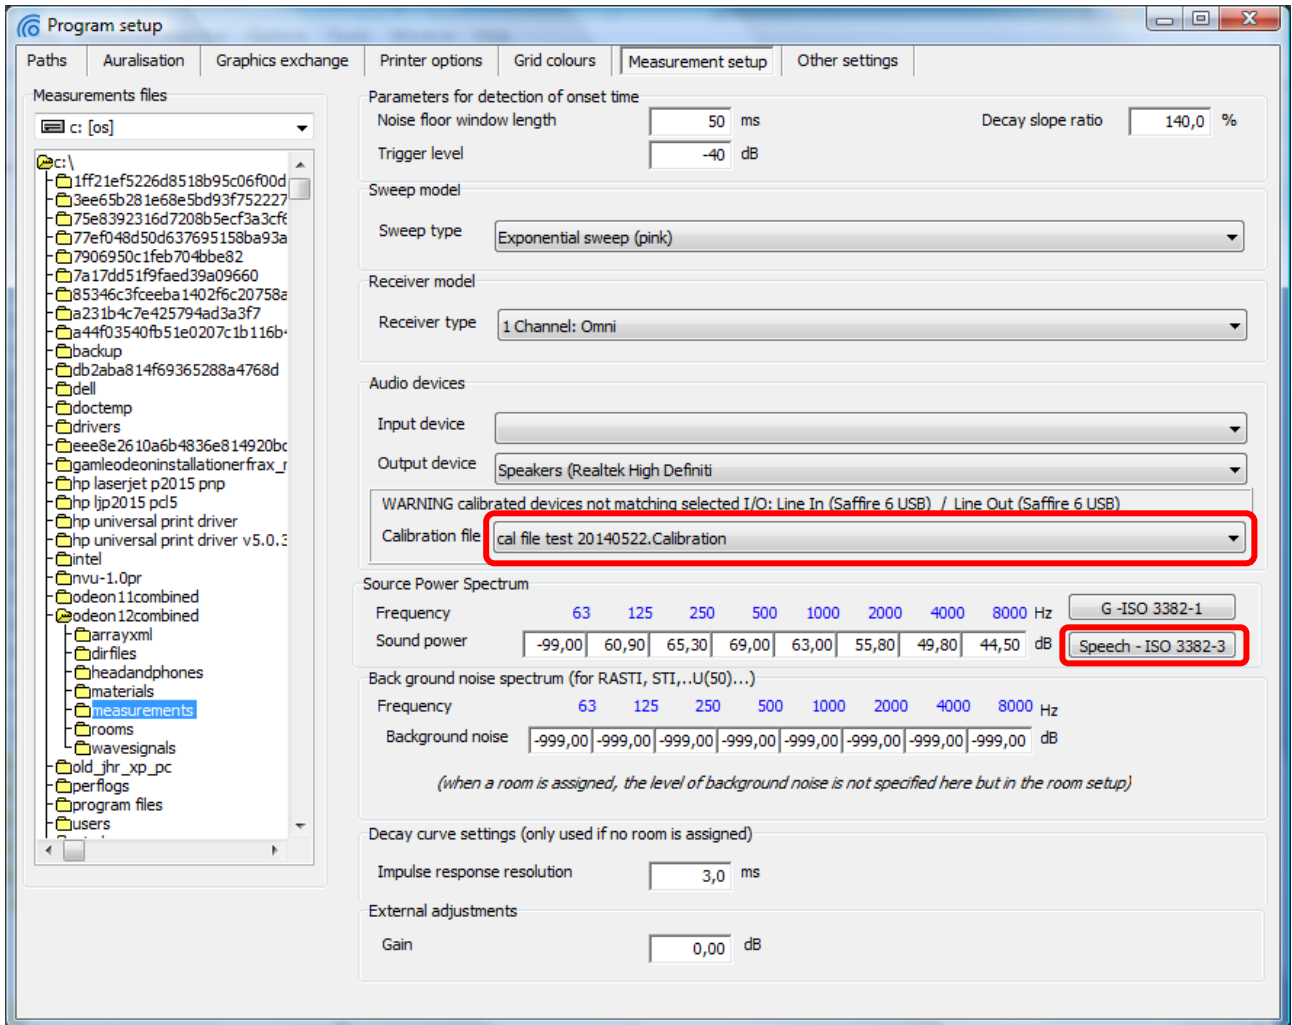 Program setup
Paths Auralisation Graphics exchange Printer options Grid colours Measurement setup Other settings
Measurements files
c: [os]
c:\
1ff21ef5226d8518b95c06f00d
3ee65b281e68e5bd93f752227
75e8392316d7208b5ecf3a3cf6
77ef048d50d637695158ba93a
7906950c1feb704bbe82
7a17dd51f9faed39a09660
85346c3fceeba1402f6c20758a
a231b4c7e425794ad3a3f7
a44f03540fb51e0207c1b116b
backup
db2aba814f69365288a4768d
dell
doctemp
drivers
eee8e2610a6b4836e814920bc
gamleodeoninstallationerfrax_r
hp laserjet p2015 pnp
hp ljp2015 pcl5
hp universal print driver
hp universal print driver v5.0.3
intel
nvu-1.0pr
odeon11combined
odeon12combined
arrayxml
dirfiles
headandphones
materials
measurements
rooms
wavesignals
old_jhr_xp_pc
perflogs
program files
users
Parameters for detection of onset time
Noise floor window length 50 ms Decay slope ratio 140,0 %
Trigger level -40 dB
Sweep model
Sweep type Exponential sweep (pink)
Receiver model
Receiver type 1 Channel: Omni
Audio devices
Input device
Output device Speakers (Realtek High Definiti
WARNING calibrated devices not matching selected I/O: Line In (Saffire 6 USB) / Line Out (Saffire 6 USB)
Calibration file cal file test 20140522.Calibration
Source Power Spectrum
Frequency 63 125 250 500 1000 2000 4000 8000 Hz G -ISO 3382-1
Sound power -99,00 60,90 65,30 69,00 63,00 55,80 49,80 44,50 dB Speech - ISO 3382-3
Back ground noise spectrum (for RASTI, STI,..U(50)...)
Frequency 63 125 250 500 1000 2000 4000 8000 Hz
Background noise -999,00 -999,00 -999,00 -999,00 -999,00 -999,00 -999,00 -999,00 dB
(when a room is assigned, the level of background noise is not specified here but in the room setup)
Decay curve settings (only used if no room is assigned)
Impulse response resolution 3,0 ms
External adjustments
Gain 0,00 dB